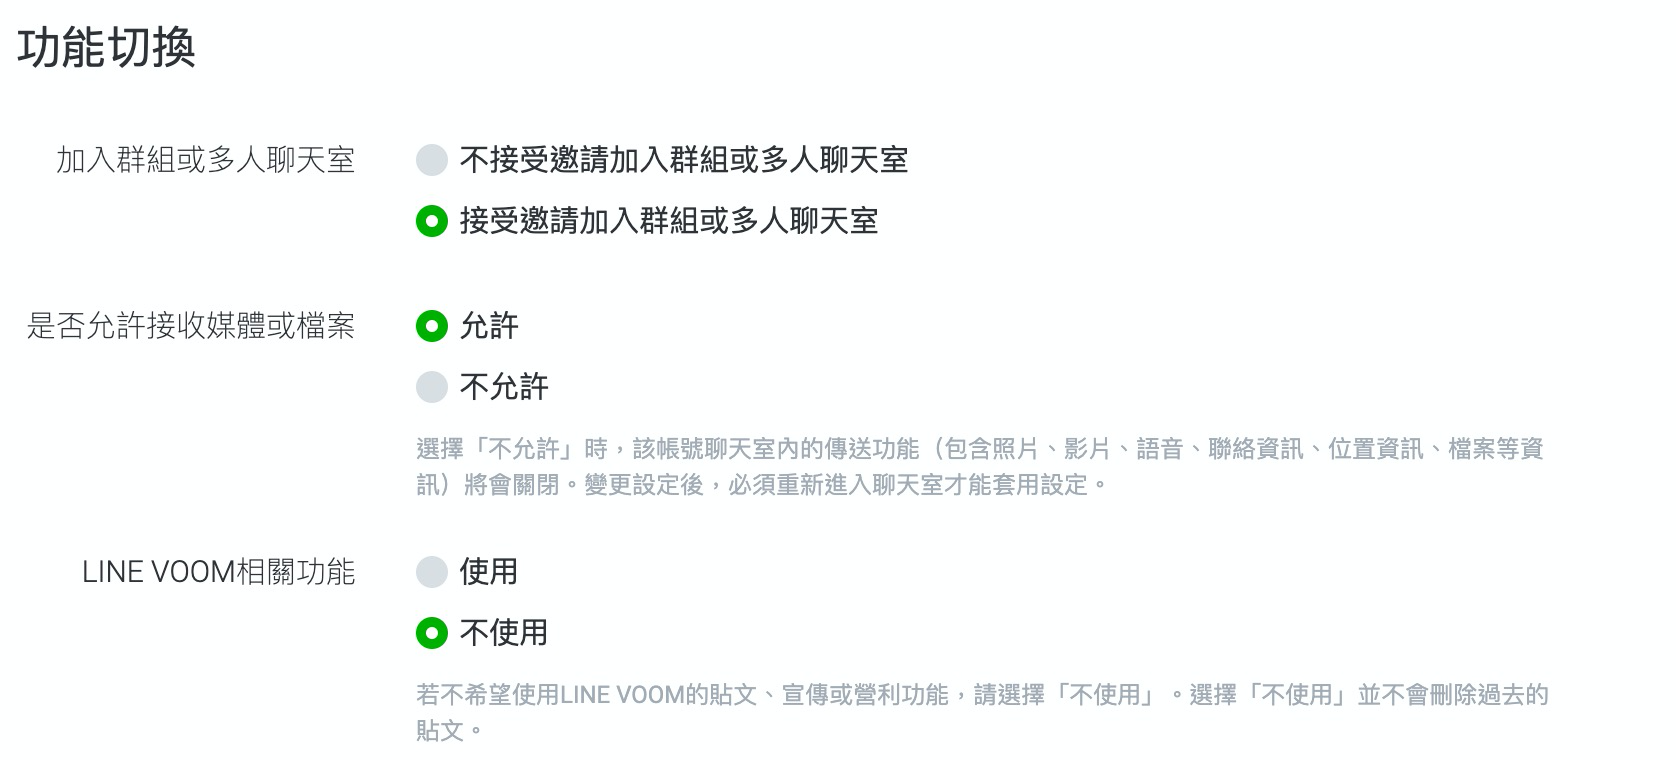 功能切換
加入群組或多人聊天室
不接受邀請加入群組或多人聊天室
接受邀請加入群組或多人聊天室
是否允許接收媒體或檔案
允許
不允許
選擇「不允許」時，該帳號聊天室內的傳送功能（包含照片、影片、語音、聯絡資訊、位置資訊、檔案等資
訊）將會關閉。變更設定後，必須重新進入聊天室才能套用設定。
LINE VOOM相關功能
使用
不使用
若不希望使用LINE VOOM的貼文、宣傳或營利功能，請選擇「不使用」。選擇「不使用」並不會刪除過去的
貼文。